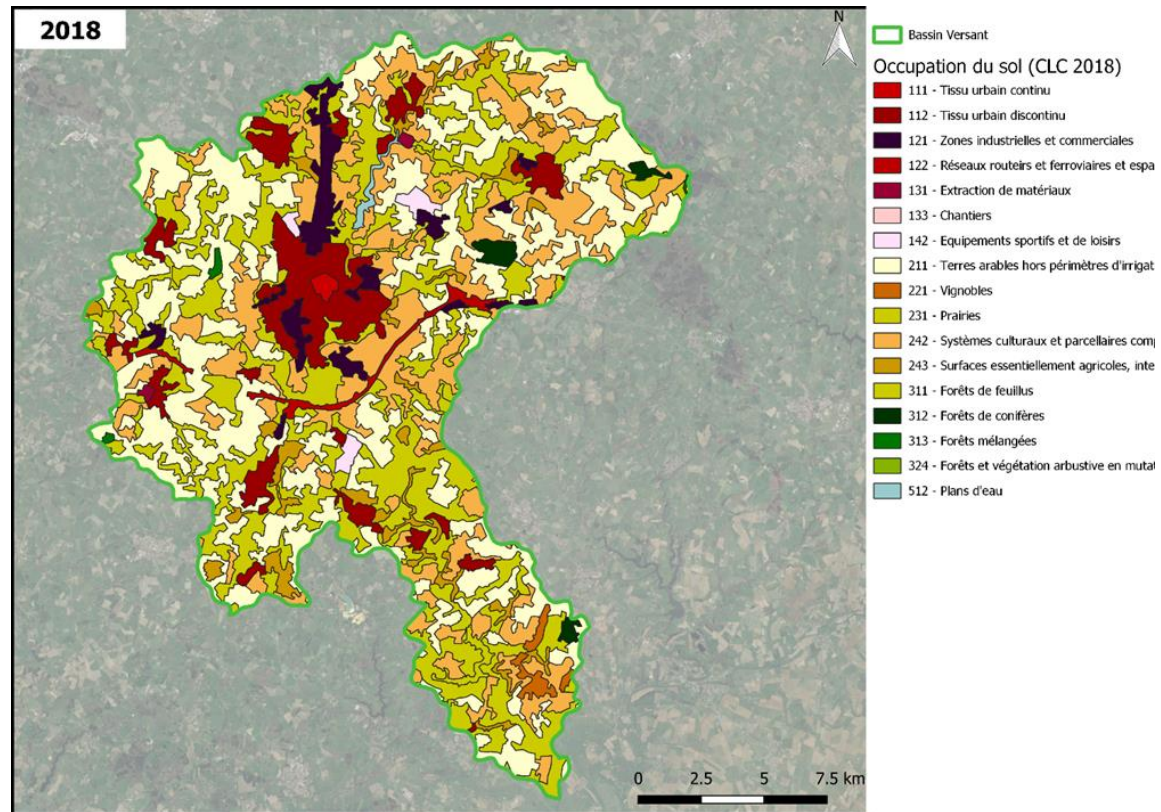 2018
N
Bassin Versant
Occupation du sol (CLC 2018)
111 - Tissu urbain continu
112 - Tissu urbain discontinu
121 - Zones industrielles et commerciales
122 - Réseaux routeirs et ferroviaires et espa
131 - Extraction de matériaux
133 - Chantiers
142 - Equipements sportifs et de loisirs
211 - Terres arables hors périmètres d'irrigat
221 - Vignobles
231 - Prairies
242 - Systèmes culturaux et parcellaires comp
243 - Surfaces essentiellement agricoles, inte
311 - Forêts de feuillus
312 - Forêts de conifères
313 - Forêts mélangées
324 - Forêts et végétation arbustive en mutat
512 - Plans d'eau
0 2.5 5 7.5 km